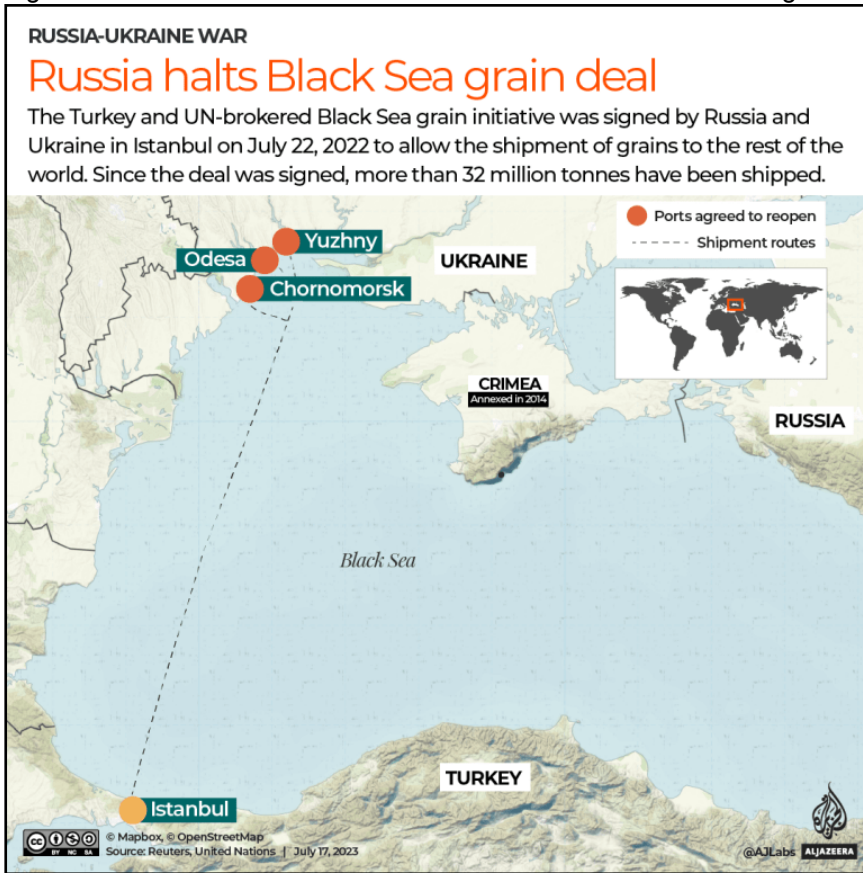 RUSSIA-UKRAINE WAR
Russia halts Black Sea grain deal
The Turkey and UN-brokered Black Sea grain initiative was signed by Russia and
Ukraine in Istanbul on July 22, 2022 to allow the shipment of grains to the rest of the
world. Since the deal was signed, more than 32 million tonnes have been shipped.
Ports agreed to reopen
Shipment routes
Yuzhny
Odesa
UKRAINE
Chornomorsk
CRIMEA
Annexed in 2014
RUSSIA
Black Sea
TURKEY
Istanbul
cc
BY NC SA
© Mapbox, © OpenStreetMap
Source: Reuters, United Nations | July 17, 2023
@AJLabs
ALJAZEERA